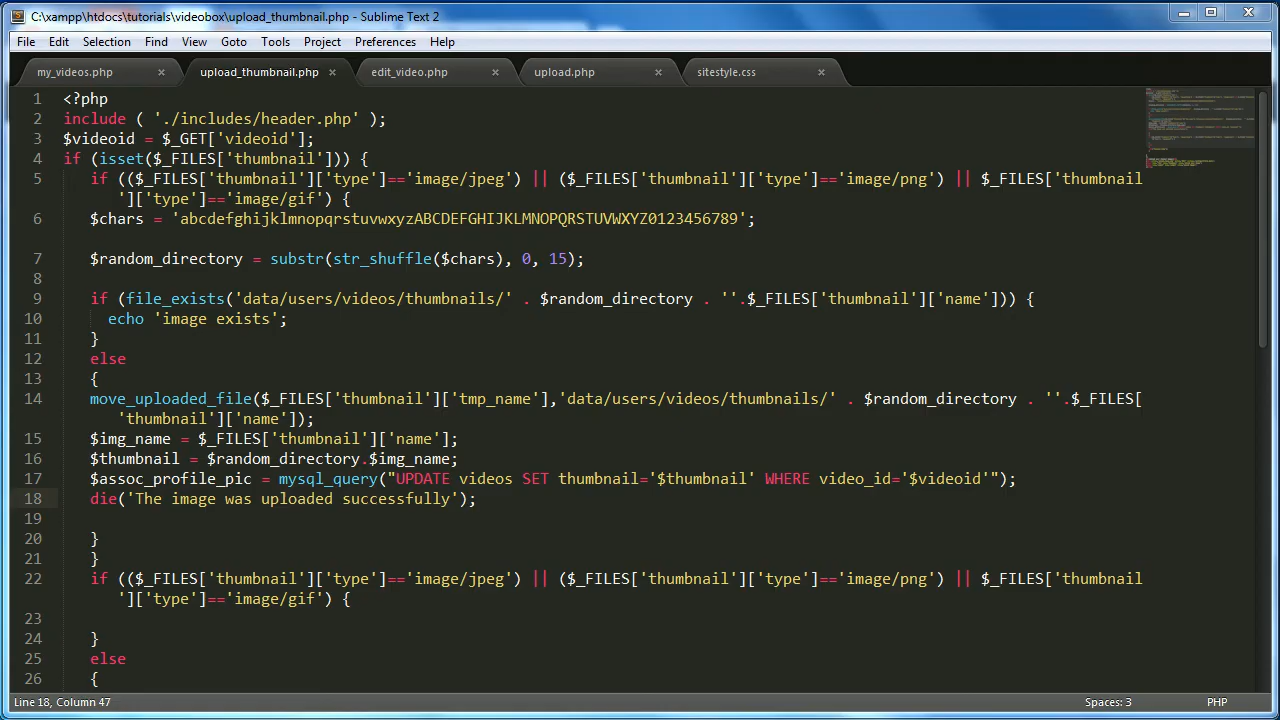 C:\xampp\htdocs\tutorials\videobox\upload_thumbnail.php - Sublime Text 2
File Edit Selection Find View Goto Tools Project Preferences Help
my_videos.php × upload_thumbnail.php × edit_video.php × upload.php × sitestyle.css ×
1 <?php
2 include ( './includes/header.php' );
3 $videoid = $_GET['videoid'];
4 if (isset($_FILES['thumbnail'])) {
5 if (($_FILES['thumbnail']['type']=='image/jpeg') || ($_FILES['thumbnail']['type']=='image/png') || $_FILES['thumbnail
']['type']=='image/gif') {
6 $chars = 'abcdefghijklmnopqrstuvwxyzABCDEFGHIJKLMNOPQRSTUVWXYZ0123456789';
7 $random_directory = substr(str_shuffle($chars), 0, 15);
8
9 if (file_exists('data/users/videos/thumbnails/' . $random_directory . ''.$_FILES['thumbnail']['name'])) {
10 echo 'image exists';
11 }
12 else
13 {
14 move_uploaded_file($_FILES['thumbnail']['tmp_name'],'data/users/videos/thumbnails/' . $random_directory . ''.$_FILES[
'thumbnail']['name']);
15 $img_name = $_FILES['thumbnail']['name'];
16 $thumbnail = $random_directory.$img_name;
17 $assoc_profile_pic = mysql_query("UPDATE videos SET thumbnail='$thumbnail' WHERE video_id='$videoid'");
18 die('The image was uploaded successfully');
19
20 }
21 }
22 if (($_FILES['thumbnail']['type']=='image/jpeg') || ($_FILES['thumbnail']['type']=='image/png') || $_FILES['thumbnail
']['type']=='image/gif') {
23
24 }
25 else
26 {
Line 18, Column 47 Spaces: 3 PHP